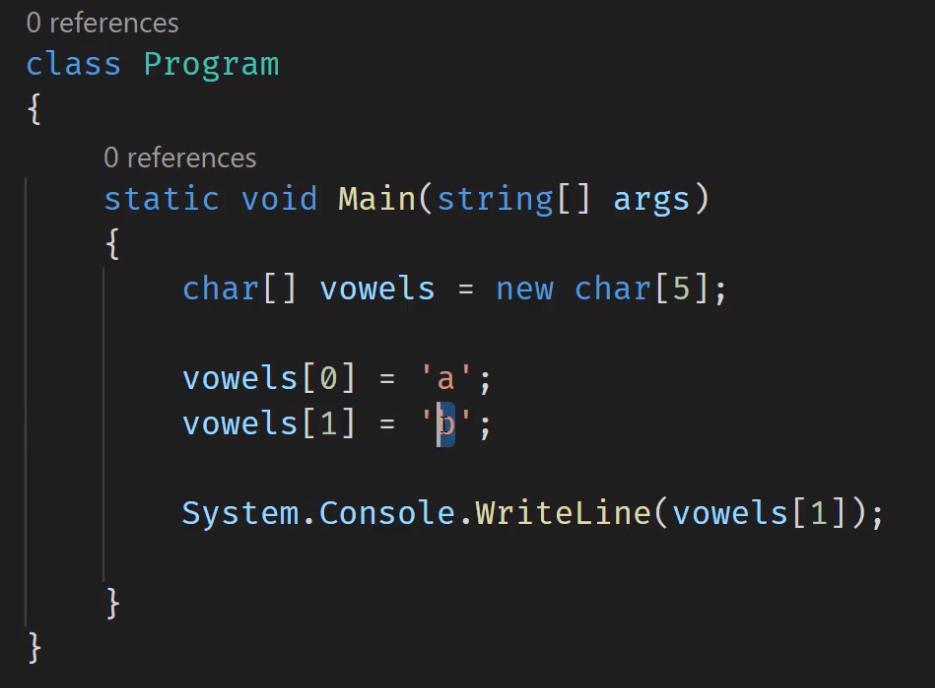 0 references
class Program
{
0 references
static void Main(string[] args)
{
char[] vowels = new char[5];
vowels[0] = 'a';
vowels[1] = 'b';
System.Console.WriteLine(vowels[1]);
}
}